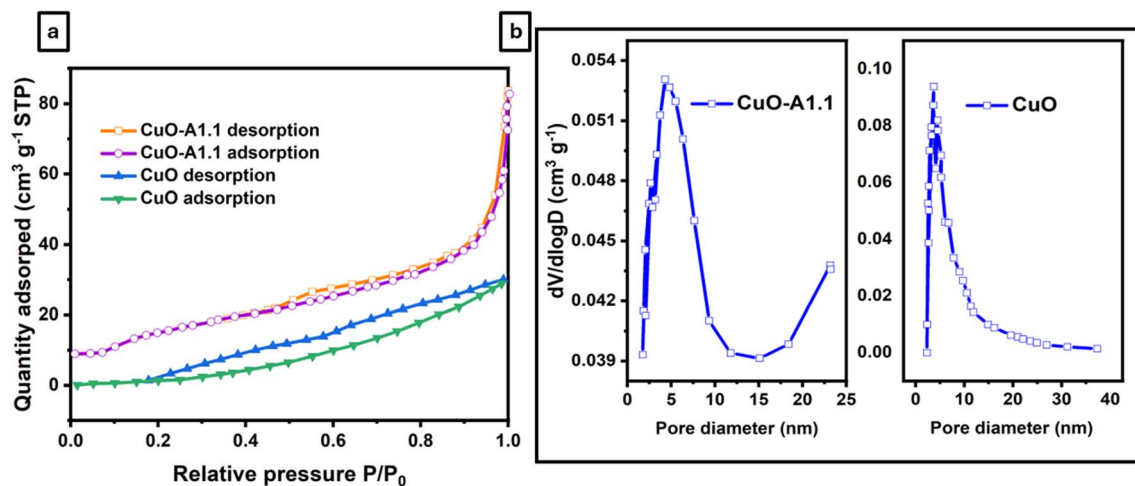 a
Quantity adsorped (cm³ g⁻¹ STP)
80
60
40
20
0
CuO-A1.1 desorption
CuO-A1.1 adsorption
CuO desorption
CuO adsorption
0.0 0.2 0.4 0.6 0.8 1.0
Relative pressure P/P₀
b
dV/dlogD (cm³ g⁻¹)
0.054
0.051
0.048
0.045
0.042
0.039
CuO-A1.1
0 5 10 15 20 25
Pore diameter (nm)
0.10
0.08
0.06
0.04
0.02
0.00
CuO
0 10 20 30 40
Pore diameter (nm)